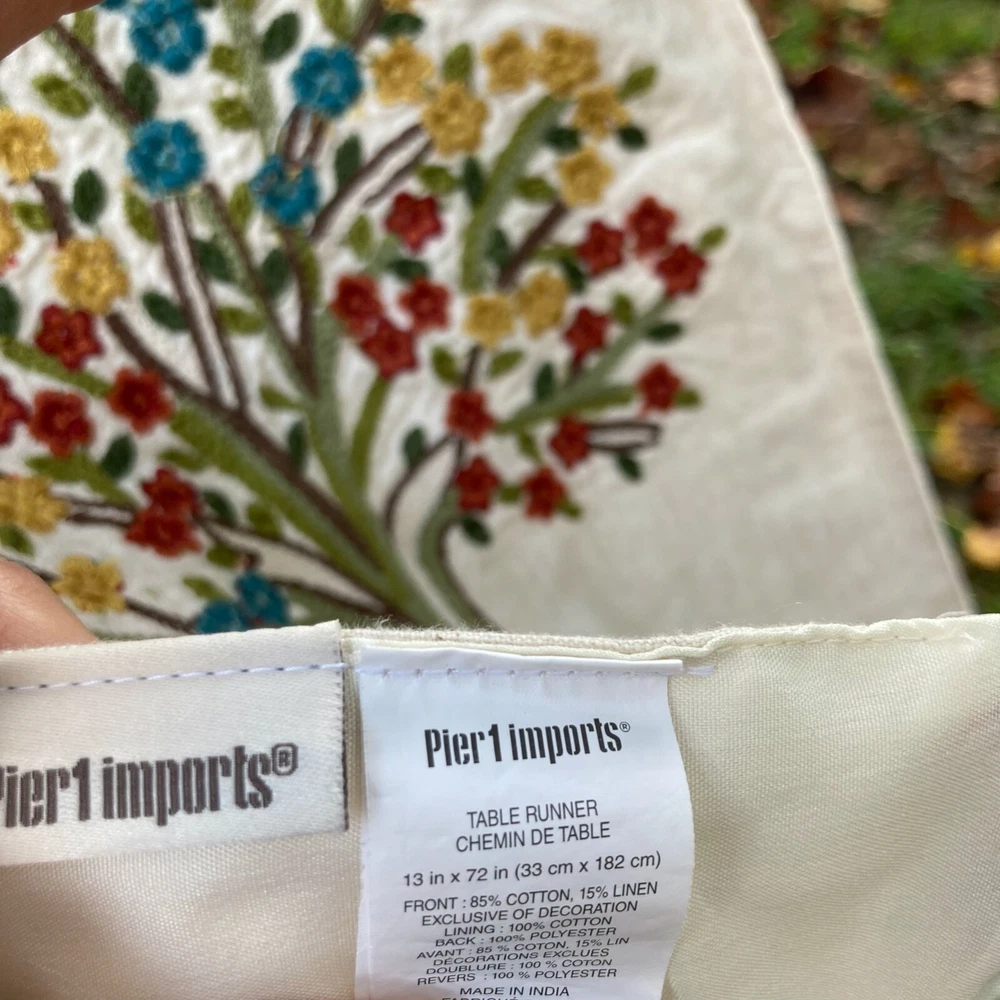 Pier1 imports®
Pier1 imports®
TABLE RUNNER
CHEMIN DE TABLE
13 in x 72 in (33 cm x 182 cm)
FRONT : 85% COTTON, 15% LINEN
EXCLUSIVE OF DECORATION
LINING : 100% COTTON
BACK : 100% POLYESTER
AVANT : 85 % COTON, 15% LIN
DÉCORATIONS EXCLUES
DOUBLURE : 100 % COTON
REVERS : 100 % POLYESTER
MADE IN INDIA